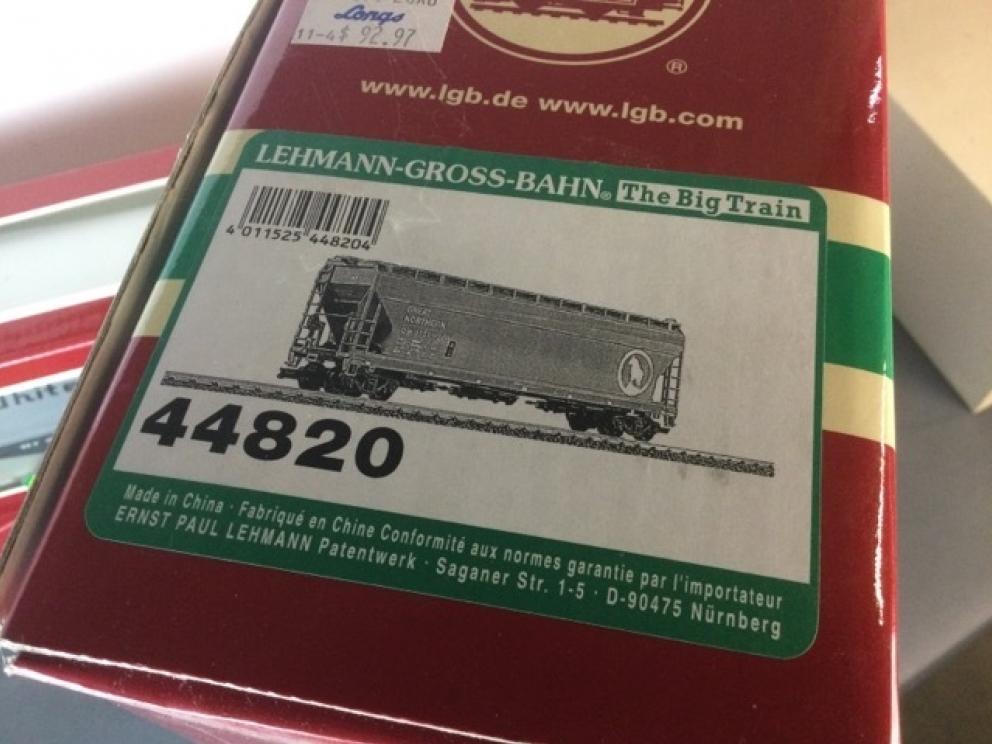 Longs
11-4$ 92.97
®
www.lgb.de www.lgb.com
LEHMANN-GROSS-BAHN® The Big Train
4 011525 448204
GREAT
NORTHERN
44820
Made in China · Fabriqué en Chine Conformité aux normes garantie par l'importateur
ERNST PAUL LEHMANN Patentwerk · Saganer Str. 1-5 · D-90475 Nürnberg